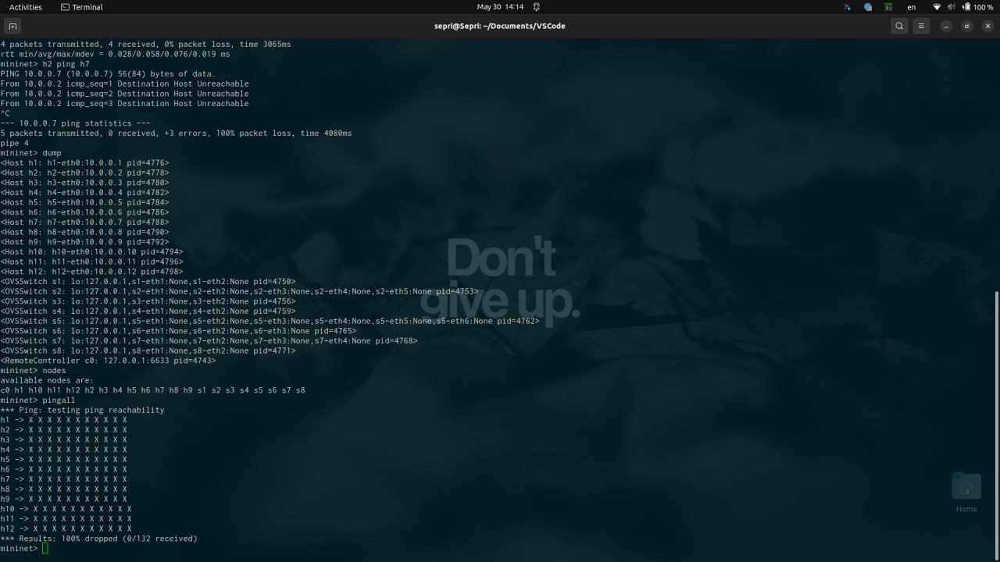 Activities Terminal May 30 14:14 en 100 %
sepri@Sepri: ~/Documents/VSCode
4 packets transmitted, 4 received, 0% packet loss, time 3065ms
rtt min/avg/max/mdev = 0.028/0.058/0.076/0.019 ms
mininet> h2 ping h7
PING 10.0.0.7 (10.0.0.7) 56(84) bytes of data.
From 10.0.0.2 icmp_seq=1 Destination Host Unreachable
From 10.0.0.2 icmp_seq=2 Destination Host Unreachable
From 10.0.0.2 icmp_seq=3 Destination Host Unreachable
^C
--- 10.0.0.7 ping statistics ---
5 packets transmitted, 0 received, +3 errors, 100% packet loss, time 4080ms
pipe 4
mininet> dump
<Host h1: h1-eth0:10.0.0.1 pid=4776>
<Host h2: h2-eth0:10.0.0.2 pid=4778>
<Host h3: h3-eth0:10.0.0.3 pid=4780>
<Host h4: h4-eth0:10.0.0.4 pid=4782>
<Host h5: h5-eth0:10.0.0.5 pid=4784>
<Host h6: h6-eth0:10.0.0.6 pid=4786>
<Host h7: h7-eth0:10.0.0.7 pid=4788>
<Host h8: h8-eth0:10.0.0.8 pid=4790>
<Host h9: h9-eth0:10.0.0.9 pid=4792>
<Host h10: h10-eth0:10.0.0.10 pid=4794>
<Host h11: h11-eth0:10.0.0.11 pid=4796>
<Host h12: h12-eth0:10.0.0.12 pid=4798>
<OVSSwitch s1: lo:127.0.0.1,s1-eth1:None,s1-eth2:None pid=4750>
<OVSSwitch s2: lo:127.0.0.1,s2-eth1:None,s2-eth2:None,s2-eth3:None,s2-eth4:None,s2-eth5:None pid=4753>
<OVSSwitch s3: lo:127.0.0.1,s3-eth1:None,s3-eth2:None pid=4756>
<OVSSwitch s4: lo:127.0.0.1,s4-eth1:None,s4-eth2:None pid=4759>
<OVSSwitch s5: lo:127.0.0.1,s5-eth1:None,s5-eth2:None,s5-eth3:None,s5-eth4:None,s5-eth5:None,s5-eth6:None pid=4762>
<OVSSwitch s6: lo:127.0.0.1,s6-eth1:None,s6-eth2:None,s6-eth3:None pid=4765>
<OVSSwitch s7: lo:127.0.0.1,s7-eth1:None,s7-eth2:None,s7-eth3:None,s7-eth4:None pid=4768>
<OVSSwitch s8: lo:127.0.0.1,s8-eth1:None,s8-eth2:None pid=4771>
<RemoteController c0: 127.0.0.1:6633 pid=4743>
mininet> nodes
available nodes are:
c0 h1 h10 h11 h12 h2 h3 h4 h5 h6 h7 h8 h9 s1 s2 s3 s4 s5 s6 s7 s8
mininet> pingall
*** Ping: testing ping reachability
h1 -> X X X X X X X X X X X
h2 -> X X X X X X X X X X X
h3 -> X X X X X X X X X X X
h4 -> X X X X X X X X X X X
h5 -> X X X X X X X X X X X
h6 -> X X X X X X X X X X X
h7 -> X X X X X X X X X X X
h8 -> X X X X X X X X X X X
h9 -> X X X X X X X X X X X
h10 -> X X X X X X X X X X X
h11 -> X X X X X X X X X X X
h12 -> X X X X X X X X X X X
*** Results: 100% dropped (0/132 received)
mininet>
Don't
give up.
Home